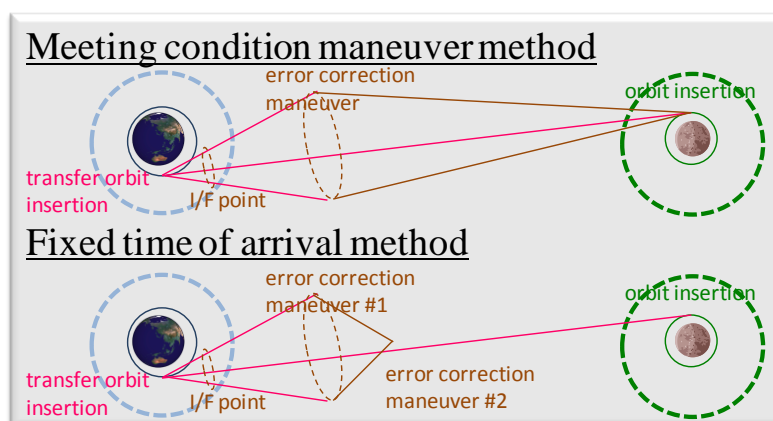 Meeting condition maneuver method
error correction
maneuver
orbit insertion
transfer orbit
insertion
I/F point
Fixed time of arrival method
error correction
maneuver #1
orbit insertion
transfer orbit
insertion
I/F point
error correction
maneuver #2